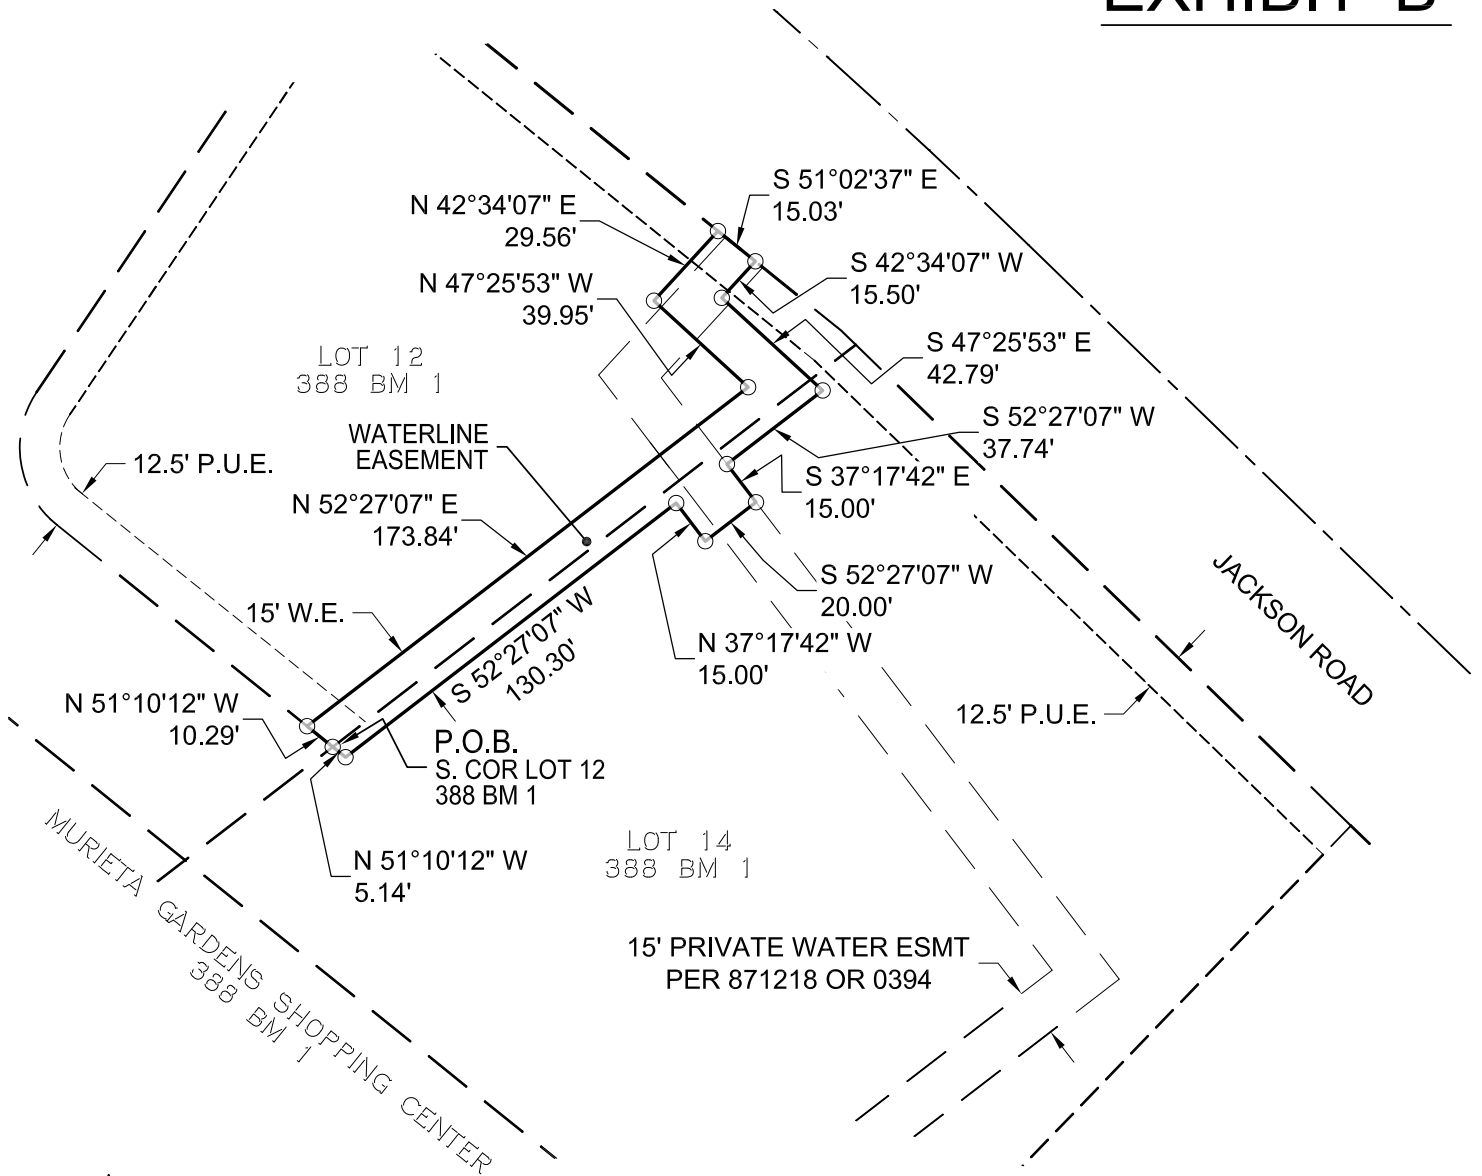 EXHIBIT "B"
S 51°02'37" E
15.03'
N 42°34'07" E
29.56'
S 42°34'07" W
15.50'
N 47°25'53" W
39.95'
S 47°25'53" E
42.79'
LOT 12
388 BM 1
S 52°27'07" W
37.74'
WATERLINE
EASEMENT
12.5' P.U.E.
S 37°17'42" E
15.00'
N 52°27'07" E
173.84'
S 52°27'07" W
20.00'
JACKSON ROAD
15' W.E.
S 52°27'07" W
130.30'
N 37°17'42" W
15.00'
N 51°10'12" W
10.29'
12.5' P.U.E.
P.O.B.
S. COR LOT 12
388 BM 1
LOT 14
388 BM 1
N 51°10'12" W
5.14'
MURIETA GARDENS SHOPPING CENTER
388 BM 1
15' PRIVATE WATER ESMT
PER 871218 OR 0394